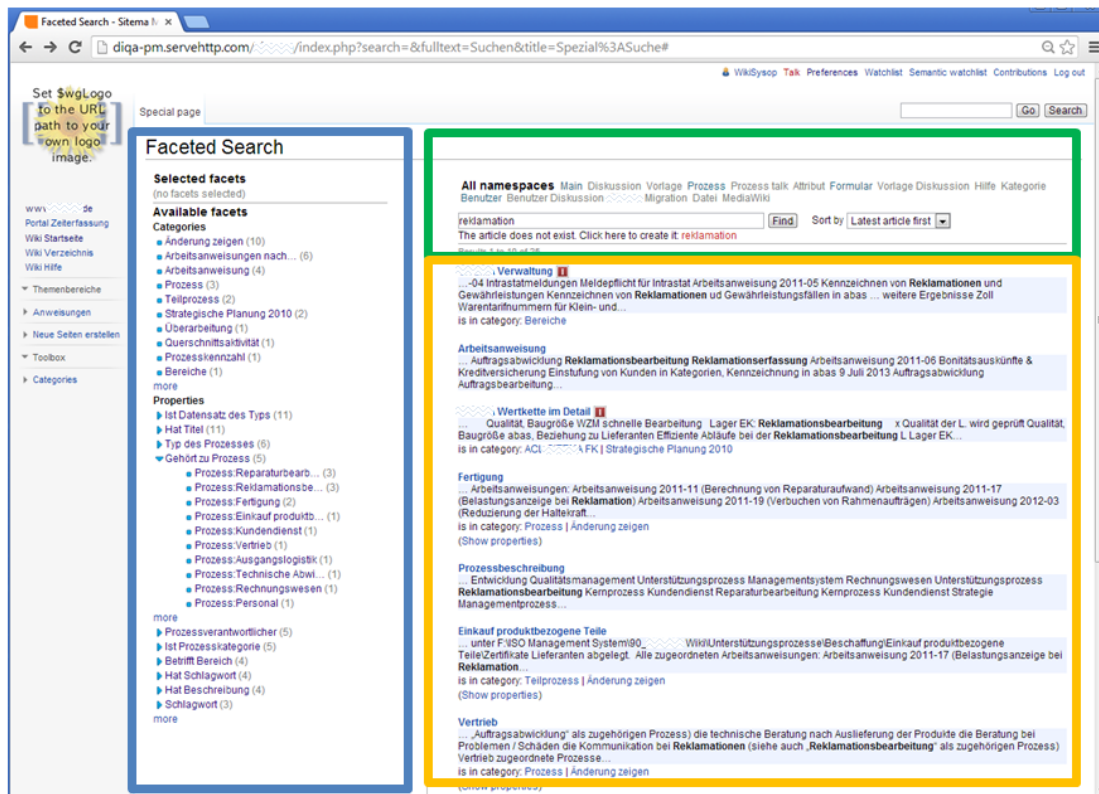 Faceted Search - Sitema
diqa-pm.servehttp.com/ /index.php?search=&fulltext=Suchen&title=Spezial%3ASuche#
WikiSysop Talk Preferences Watchlist Semantic watchlist Contributions Log out
Set $wgLogo
to the URL
path to your
own logo
image.
Special page
Go Search
www. .de
Portal Zeiterfassung
Wiki Startseite
Wiki Verzeichnis
Wiki Hilfe
Themenbereiche
Anweisungen
Neue Seiten erstellen
Toolbox
Categories
Faceted Search
Selected facets
(no facets selected)
Available facets
Categories
Änderung zeigen (10)
Arbeitsanweisungen nach... (6)
Arbeitsanweisung (4)
Prozess (3)
Teilprozess (2)
Strategische Planung 2010 (2)
Überarbeitung (1)
Querschnittsaktivität (1)
Prozesskennzahl (1)
Bereiche (1)
more
Properties
Ist Datensatz des Typs (11)
Hat Titel (11)
Typ des Prozesses (6)
Gehört zu Prozess (5)
Prozess:Reparaturbearb... (3)
Prozess:Reklamationsbe... (3)
Prozess:Fertigung (2)
Prozess:Einkauf produktb... (1)
Prozess:Kundendienst (1)
Prozess:Vertrieb (1)
Prozess:Ausgangslogistik (1)
Prozess:Technische Abwi... (1)
Prozess:Rechnungswesen (1)
Prozess:Personal (1)
more
Prozessverantwortlicher (5)
Ist Prozesskategorie (5)
Betrifft Bereich (4)
Hat Schlagwort (4)
Hat Beschreibung (4)
Schlagwort (3)
more
All namespaces Main Diskussion Vorlage Prozess Prozess talk Attribut Formular Vorlage Diskussion Hilfe Kategorie
Benutzer Benutzer Diskussion Migration Datei MediaWiki
reklamation Find Sort by Latest article first
The article does not exist. Click here to create it: reklamation
Results 1 to 10 of
Verwaltung
...-04 Intrastatmeldungen Meldepflicht für Intrastat Arbeitsanweisung 2011-05 Kennzeichnen von Reklamationen und
Gewährleistungen Kennzeichnen von Reklamationen ud Gewährleistungsfällen in abas ... weitere Ergebnisse Zoll
Warentarifnummern für Klein- und...
is in category: Bereiche
Arbeitsanweisung
... Auftragsabwicklung Reklamationsbearbeitung Reklamationserfassung Arbeitsanweisung 2011-06 Bonitätsauskünfte &
Kreditversicherung Einstufung von Kunden in Kategorien, Kennzeichnung in abas 9 Juli 2013 Auftragsabwicklung
Auftragsbearbeitung...
Wertkette im Detail
... Qualität, Baugröße WZM schnelle Bearbeitung Lager EK: Reklamationsbearbeitung x Qualität der L. wird geprüft Qualität,
Baugröße abas, Beziehung zu Lieferanten Effiziente Abläufe bei der Reklamationsbearbeitung L Lager EK...
is in category: FK | Strategische Planung 2010
Fertigung
... Arbeitsanweisungen: Arbeitsanweisung 2011-11 (Berechnung von Reparaturaufwand) Arbeitsanweisung 2011-17
(Belastungsanzeige bei Reklamation) Arbeitsanweisung 2011-19 (Verbuchen von Rahmenaufträgen) Arbeitsanweisung 2012-03
(Reduzierung der Haltekraft...
is in category: Prozess | Änderung zeigen
(Show properties)
Prozessbeschreibung
... Entwicklung Qualitätsmanagement Unterstützungsprozess Managementsystem Rechnungswesen Unterstützungsprozess
Reklamationsbearbeitung Kernprozess Kundendienst Reparaturbearbeitung Kernprozess Kundendienst Strategie
Managementprozess...
Einkauf produktbezogene Teile
... unter F:\ISO Management System\90_ Wiki\Unterstützungsprozesse\Beschaffung\Einkauf produktbezogene
Teile\Zertifikate Lieferanten abgelegt. Alle zugeordneten Arbeitsanweisungen: Arbeitsanweisung 2011-17 (Belastungsanzeige bei
Reklamation...
is in category: Teilprozess | Änderung zeigen
(Show properties)
Vertrieb
... „Auftragsabwicklung“ als zugehörigen Prozess) die technische Beratung nach Auslieferung der Produkte die Beratung bei
Problemen / Schäden die Kommunikation bei Reklamationen (siehe auch „Reklamationsbearbeitung“ als zugehörigen Prozess)
Vertrieb zugeordnete Prozesse...
is in category: Prozess | Änderung zeigen
(Show properties)